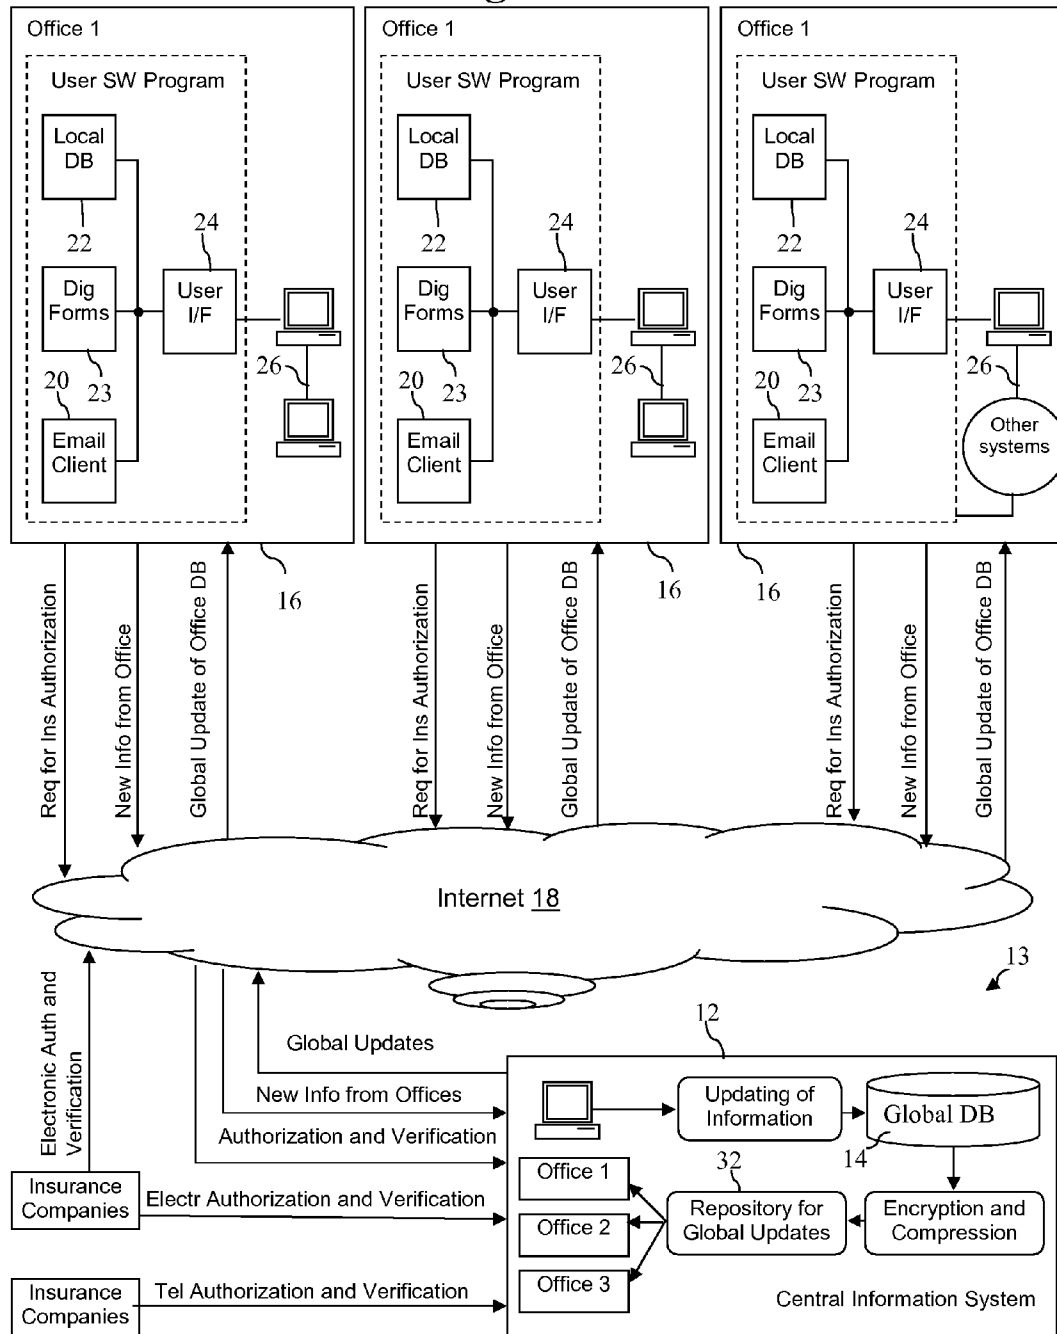 Office 1
User SW Program
Local
DB
22
24
Dig
Forms
User
I/F
23
20
26
Email
Client
16
Office 1
User SW Program
Local
DB
22
24
Dig
Forms
User
I/F
23
20
26
Email
Client
16
Office 1
User SW Program
Local
DB
22
24
Dig
Forms
User
I/F
23
20
26
Other
systems
Email
Client
16
Req for Ins Authorization
New Info from Office
Global Update of Office DB
Req for Ins Authorization
New Info from Office
Global Update of Office DB
Req for Ins Authorization
New Info from Office
Global Update of Office DB
Internet 18
13
Electronic Auth and
Verification
Global Updates
New Info from Offices
Authorization and Verification
Insurance
Companies
Electr Authorization and Verification
Insurance
Companies
Tel Authorization and Verification
12
Updating of
Information
Global DB
14
Office 1
Office 2
Office 3
32
Repository for
Global Updates
Encryption and
Compression
Central Information System